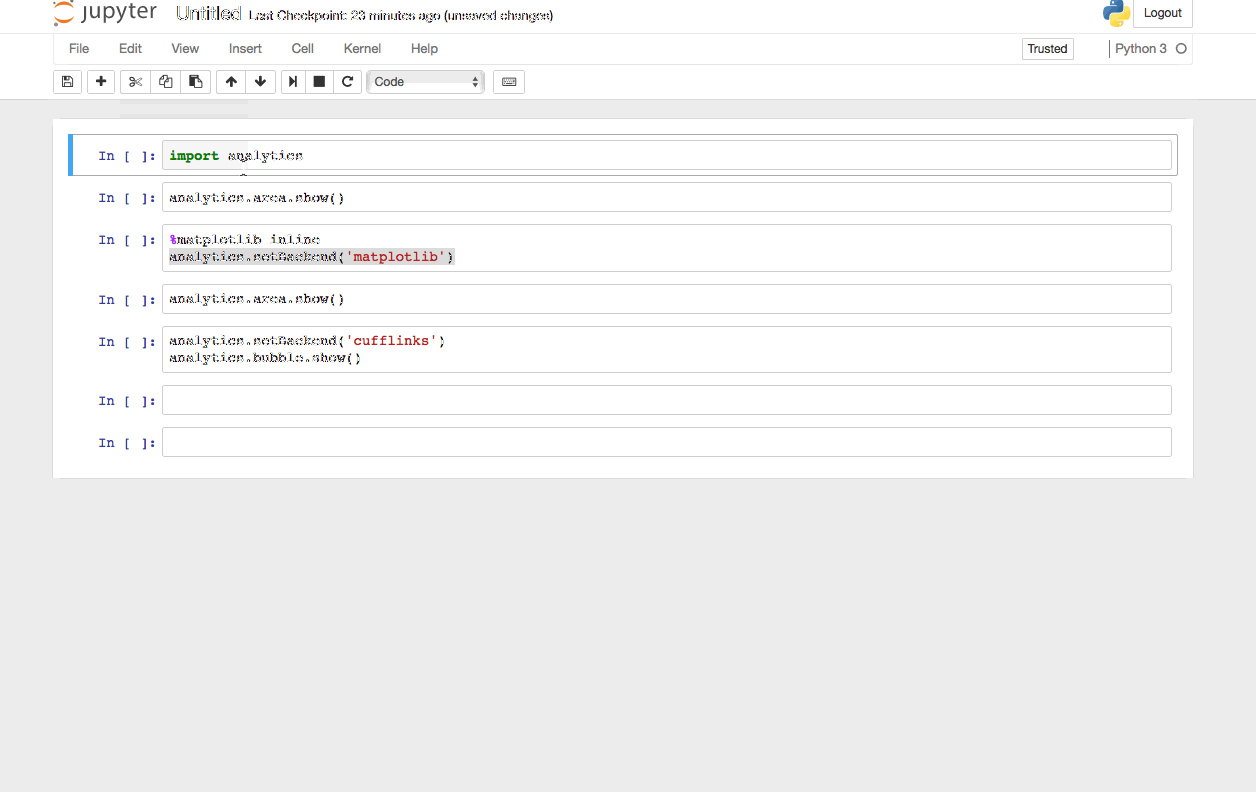 jupyter Untitled Last Checkpoint: 23 minutes ago (unsaved changes) Logout
File Edit View Insert Cell Kernel Help Trusted Python 3
Code
In [ ]: import analytics
In [ ]: analytics.area.show()
In [ ]: %matplotlib inline
analytics.setBackend('matplotlib')
In [ ]: analytics.area.show()
In [ ]: analytics.setBackend('cufflinks')
analytics.bubble.show()
In [ ]:
In [ ]: